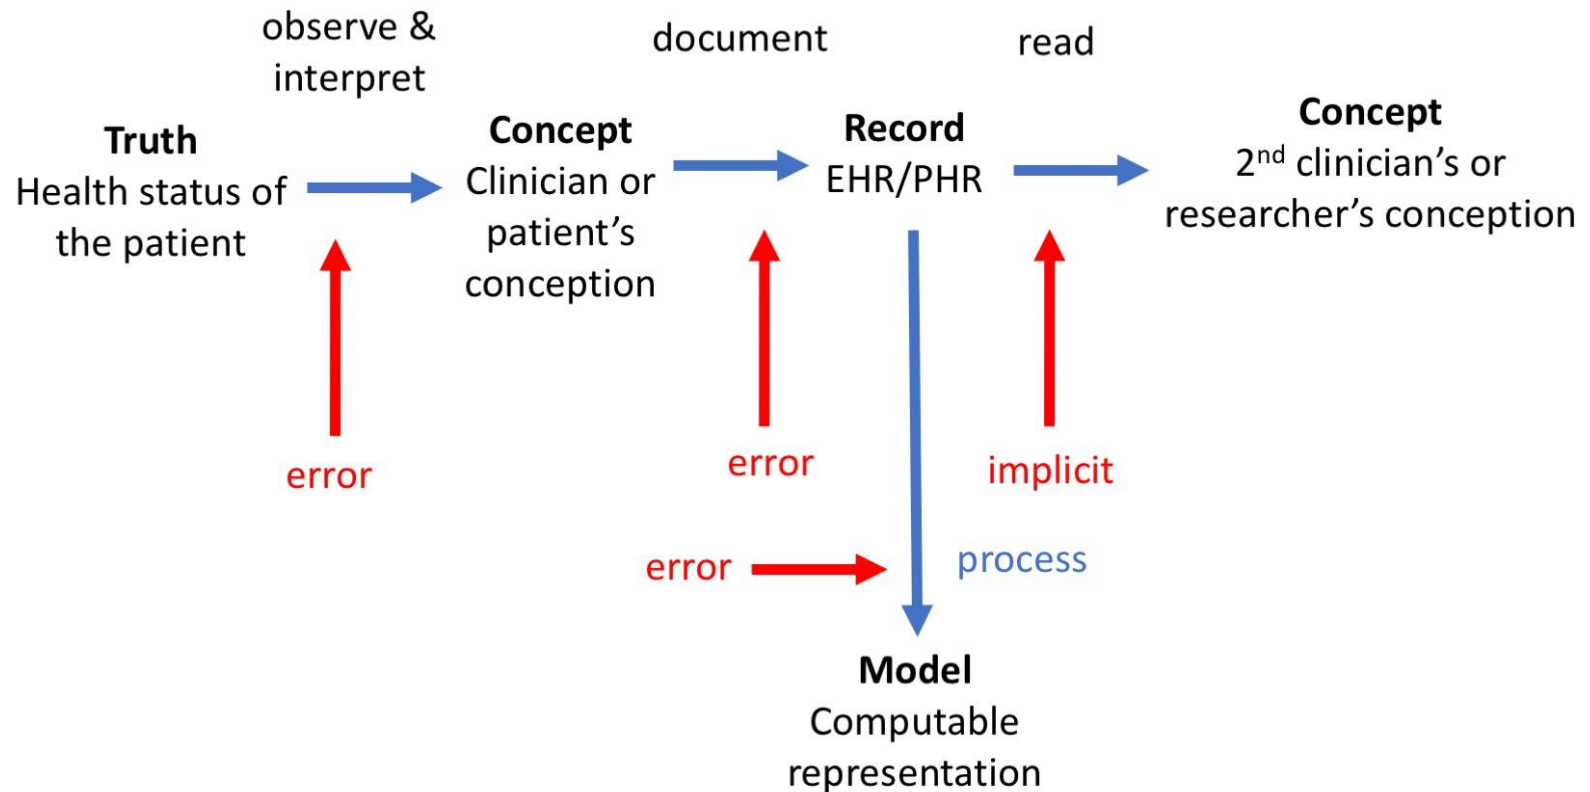 observe &
interpret
document
read
Truth
Health status of
the patient
Concept
Clinician or
patient’s
conception
Record
EHR/PHR
Concept
2nd clinician’s or
researcher’s conception
error
error
implicit
error
process
Model
Computable
representation